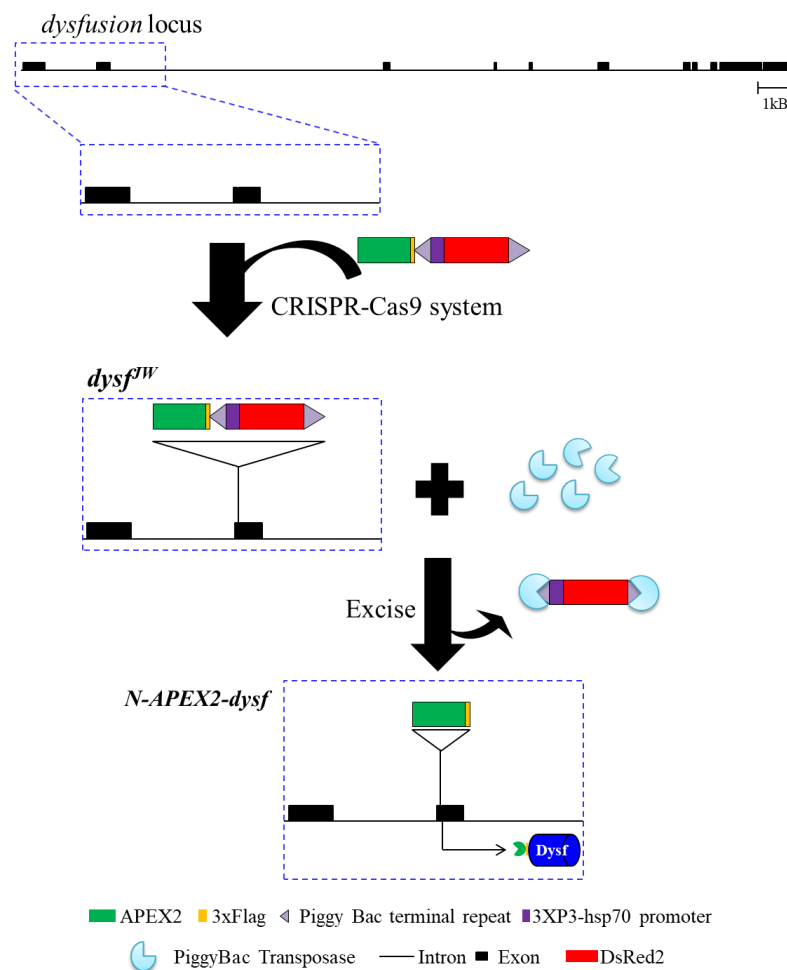 dysfusion locus
1kB
CRISPR-Cas9 system
dysfᴶᵂ
Excise
N-APEX2-dysf
Dysf
APEX2 3xFlag Piggy Bac terminal repeat 3XP3-hsp70 promoter
PiggyBac Transposase Intron Exon DsRed2